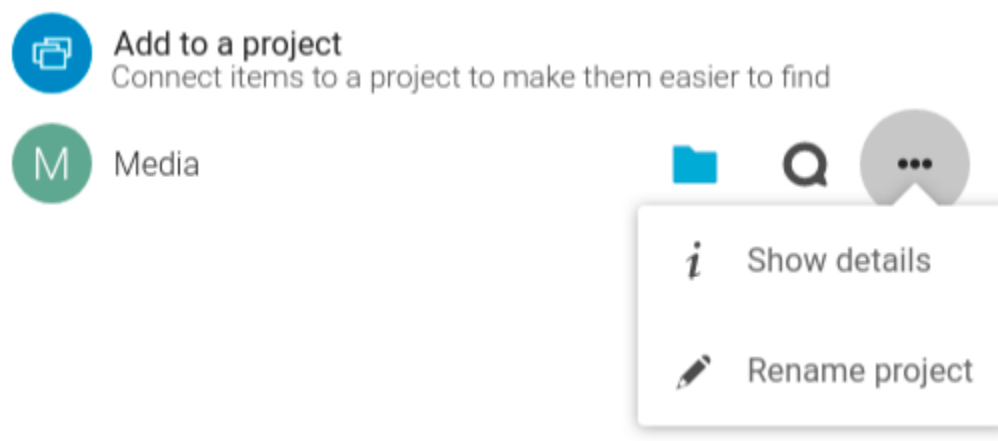 Add to a project
Connect items to a project to make them easier to find
M Media
Show details
Rename project